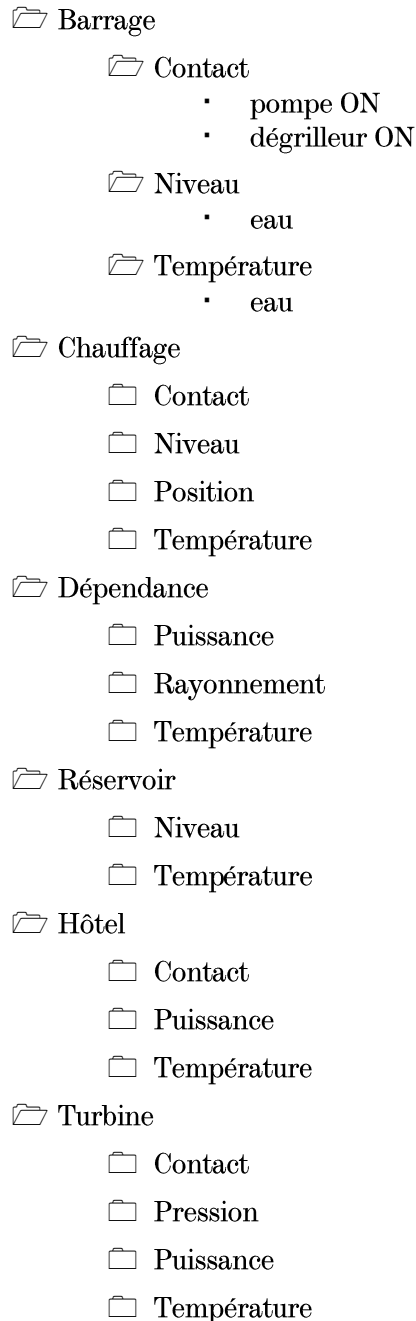 Barrage
Contact
▪ pompe ON
▪ dégrilleur ON
Niveau
▪ eau
Température
▪ eau
Chauffage
Contact
Niveau
Position
Température
Dépendance
Puissance
Rayonnement
Température
Réservoir
Niveau
Température
Hôtel
Contact
Puissance
Température
Turbine
Contact
Pression
Puissance
Température